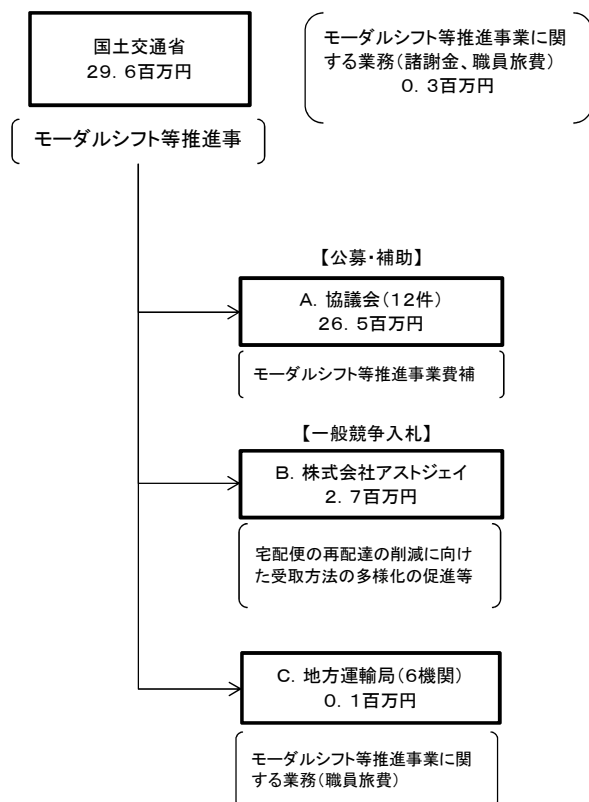 国土交通省
29.6百万円
モーダルシフト等推進事業に関
する業務(諸謝金、職員旅費)
0.3百万円
モーダルシフト等推進事
【公募・補助】
A. 協議会(12件)
26.5百万円
モーダルシフト等推進事業費補
【一般競争入札】
B. 株式会社アストジェイ
2.7百万円
宅配便の再配達の削減に向け
た受取方法の多様化の促進等
C. 地方運輸局(6機関)
0.1百万円
モーダルシフト等推進事業に関
する業務(職員旅費)